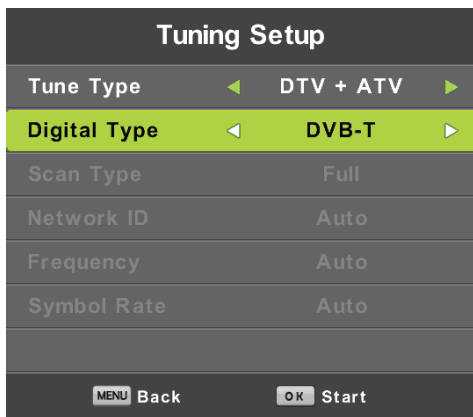 Tuning Setup
Tune Type DTV + ATV
Digital Type DVB-T
Scan Type Full
Network ID Auto
Frequency Auto
Symbol Rate Auto
MENU Back OK Start